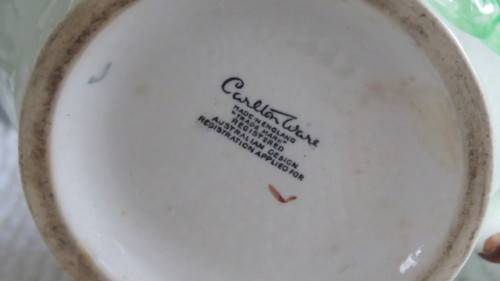 Carlton Ware
MADE IN ENGLAND
"TRADE MARK"
REGISTERED
AUSTRALIAN DESIGN
REGISTRATION APPLIED FOR